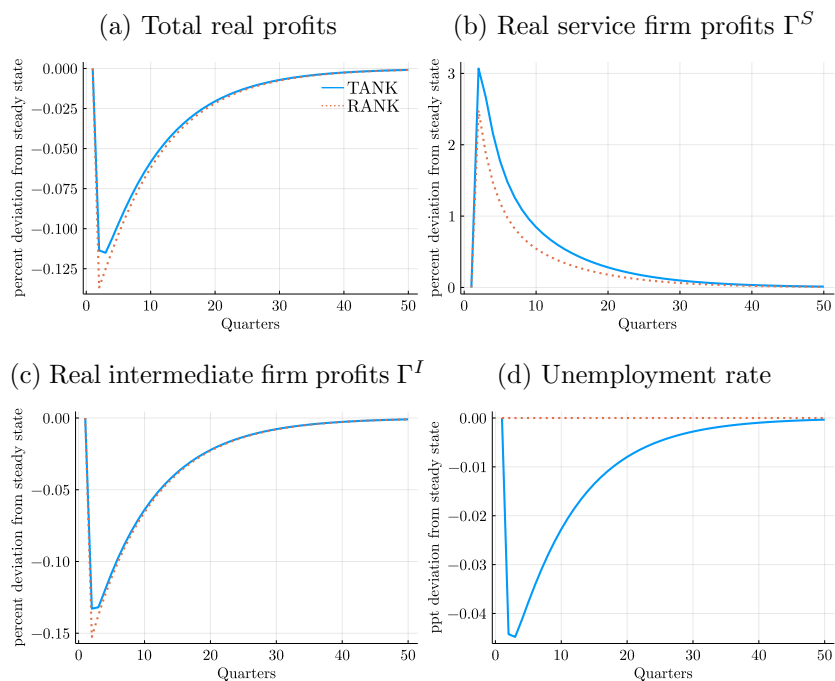 (a) Total real profits
percent deviation from steady state
0.000
−0.025
−0.050
−0.075
−0.100
−0.125
TANK
RANK
0 10 20 30 40 50
Quarters
(b) Real service firm profits Γ^S
percent deviation from steady state
3
2
1
0
0 10 20 30 40 50
Quarters
(c) Real intermediate firm profits Γ^I
percent deviation from steady state
0.00
−0.05
−0.10
−0.15
0 10 20 30 40 50
Quarters
(d) Unemployment rate
ppt deviation from steady state
0.00
−0.01
−0.02
−0.03
−0.04
0 10 20 30 40 50
Quarters